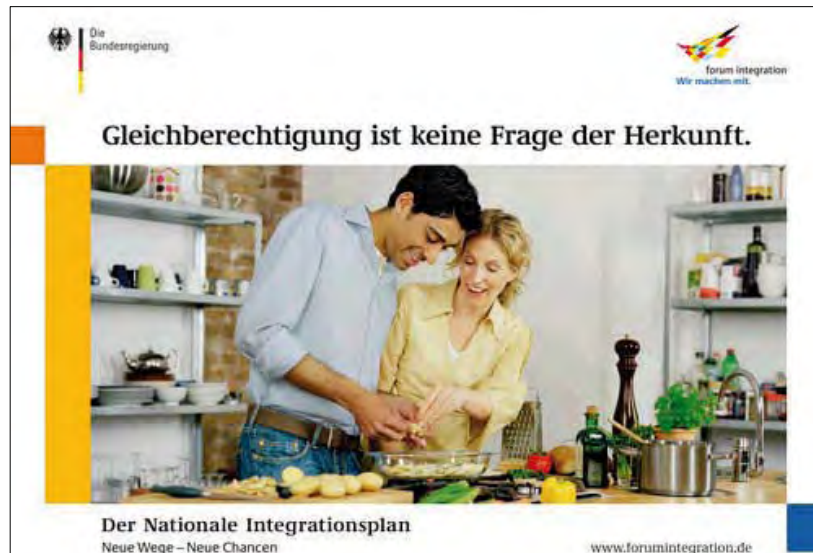 Die
Bundesregierung
forum integration
Wir machen mit.
Gleichberechtigung ist keine Frage der Herkunft.
Der Nationale Integrationsplan
Neue Wege – Neue Chancen
www.forumintegration.de